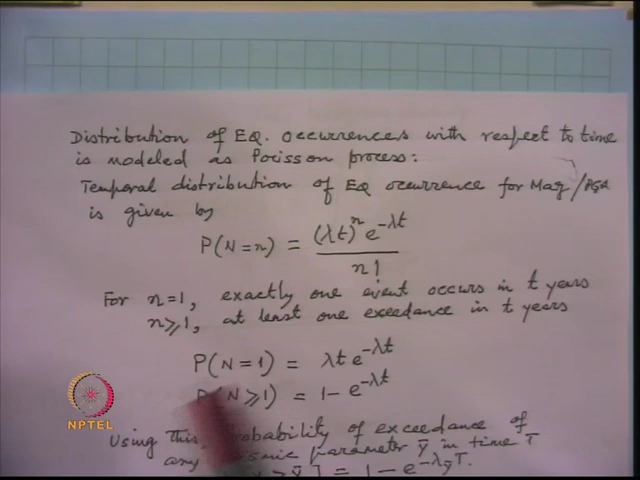 Distribution of EQ. occurrences with respect to time
is modeled as Poission process:
Temporal distribution of EQ occurrence for Mag/PGA
is given by
P(N=n) = (λt)^n e^{-λt} / n!
For n=1, exactly one event occurs in t years
n≥1, at least one exeedance in t years
P(N=1) = λt e^{-λt}
(N≥1) = 1- e^{-λt}
Using this, Probability of exceedance of
any parameter ȳ in time T
ȳ] = 1- e^{-λȳT}.
NPTEL